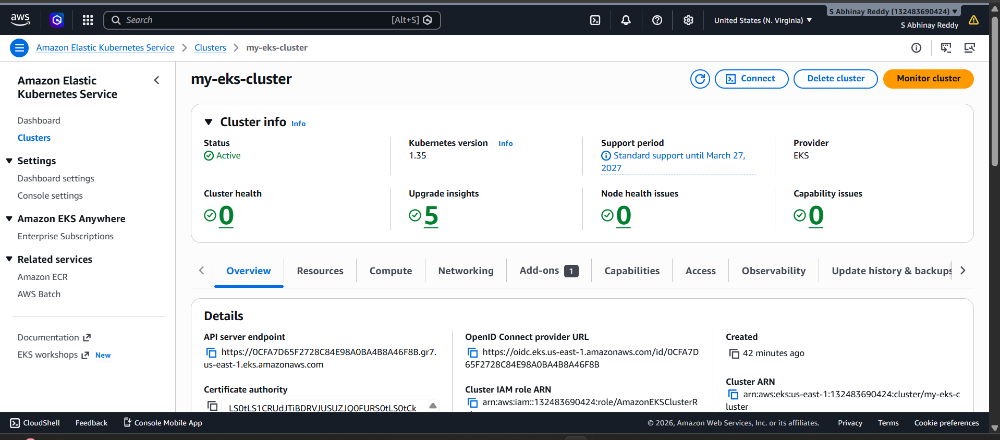 aws
Search [Alt+S]
United States (N. Virginia) ▼
S Abhinay Reddy (132483690424) ▼
S Abhinay Reddy
Amazon Elastic Kubernetes Service > Clusters > my-eks-cluster
Amazon Elastic
Kubernetes Service
Dashboard
Clusters
Settings
Dashboard settings
Console settings
Amazon EKS Anywhere
Enterprise Subscriptions
Related services
Amazon ECR
AWS Batch
Documentation
EKS workshops New
my-eks-cluster
Connect
Delete cluster
Monitor cluster
Cluster info Info
Status
Active
Kubernetes version Info
1.35
Support period
Standard support until March 27,
2027
Provider
EKS
Cluster health
0
Upgrade insights
5
Node health issues
0
Capability issues
0
Overview Resources Compute Networking Add-ons 1 Capabilities Access Observability Update history & backups
Details
API server endpoint
https://0CFA7D65F2728C84E98A0BA4B8A46F8B.gr7.
us-east-1.eks.amazonaws.com
Certificate authority
LS0tLS1CRUdJTiBDRVJUSUZJQ0FURS0tLS0tCk
OpenID Connect provider URL
https://oidc.eks.us-east-1.amazonaws.com/id/0CFA7D
65F2728C84E98A0BA4B8A46F8B
Cluster IAM role ARN
arn:aws:iam::132483690424:role/AmazonEKSClusterR
Created
42 minutes ago
Cluster ARN
arn:aws:eks:us-east-1:132483690424:cluster/my-eks-c
luster
CloudShell Feedback Console Mobile App
© 2026, Amazon Web Services, Inc. or its affiliates. Privacy Terms Cookie preferences